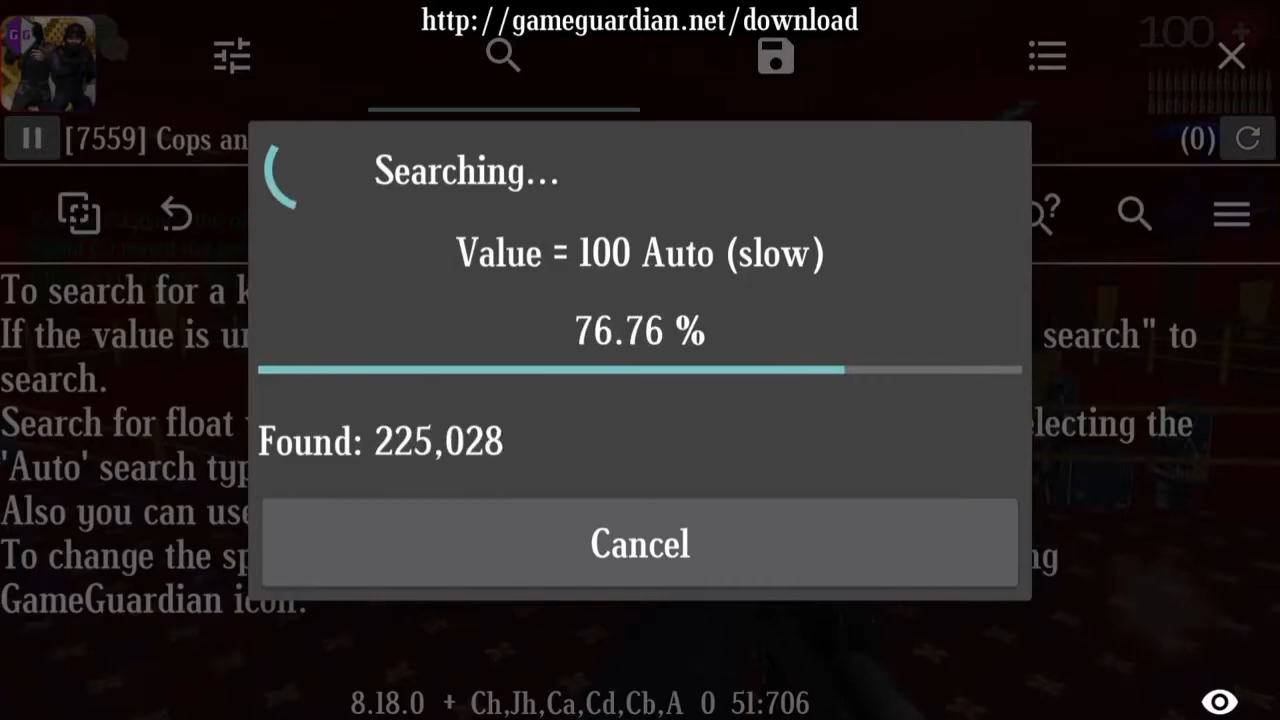 http://gameguardian.net/download
100 +
[7559] Cops an
(0)
Searching...
Value = 100 Auto (slow)
76.76 %
Found: 225,028
Cancel
To search for a k
If the value is un search" to
search.
Search for float electing the
'Auto' search typ
Also you can use
To change the sp ng
GameGuardian icon.
8.18.0 + Ch,Jh,Ca,Cd,Cb,A 0 51:706